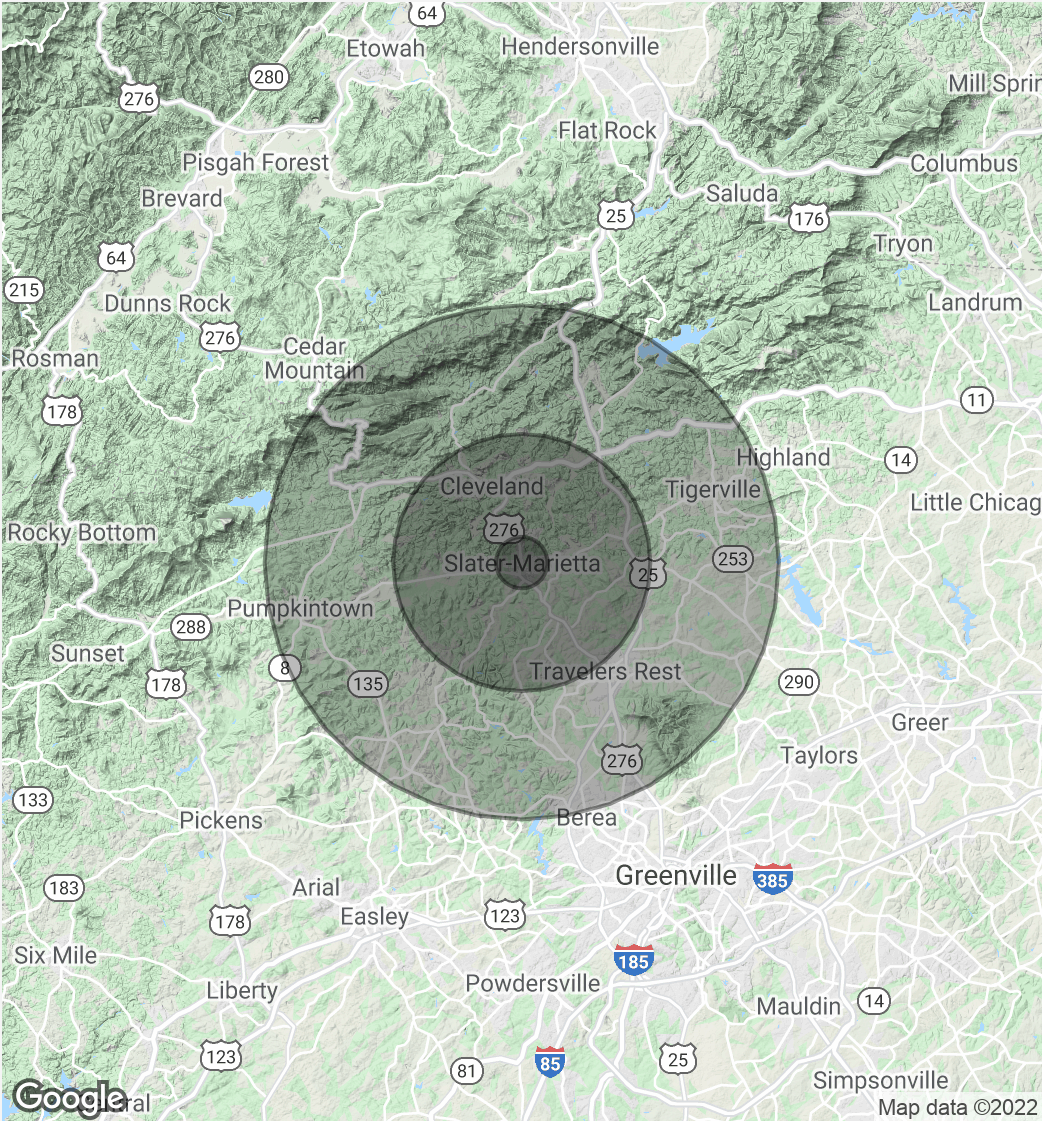 64
Etowah
Hendersonville
280
276
Mill Sprin
Flat Rock
Pisgah Forest
Columbus
Brevard
Saluda
25
176
Tryon
64
215
Dunns Rock
Landrum
276
Cedar
Mountain
Rosman
178
11
Highland
14
Cleveland
Tigerville
Little Chicag
Rocky Bottom
276
Slater-Marietta
253
25
Pumpkintown
288
Sunset
8
Travelers Rest
178
135
290
Greer
Taylors
276
133
Pickens
Berea
Greenville
385
183
Arial
178
Easley
123
Six Mile
185
Liberty
Powdersville
Mauldin
14
123
81
85
25
Simpsonville
Google
Map data ©2022